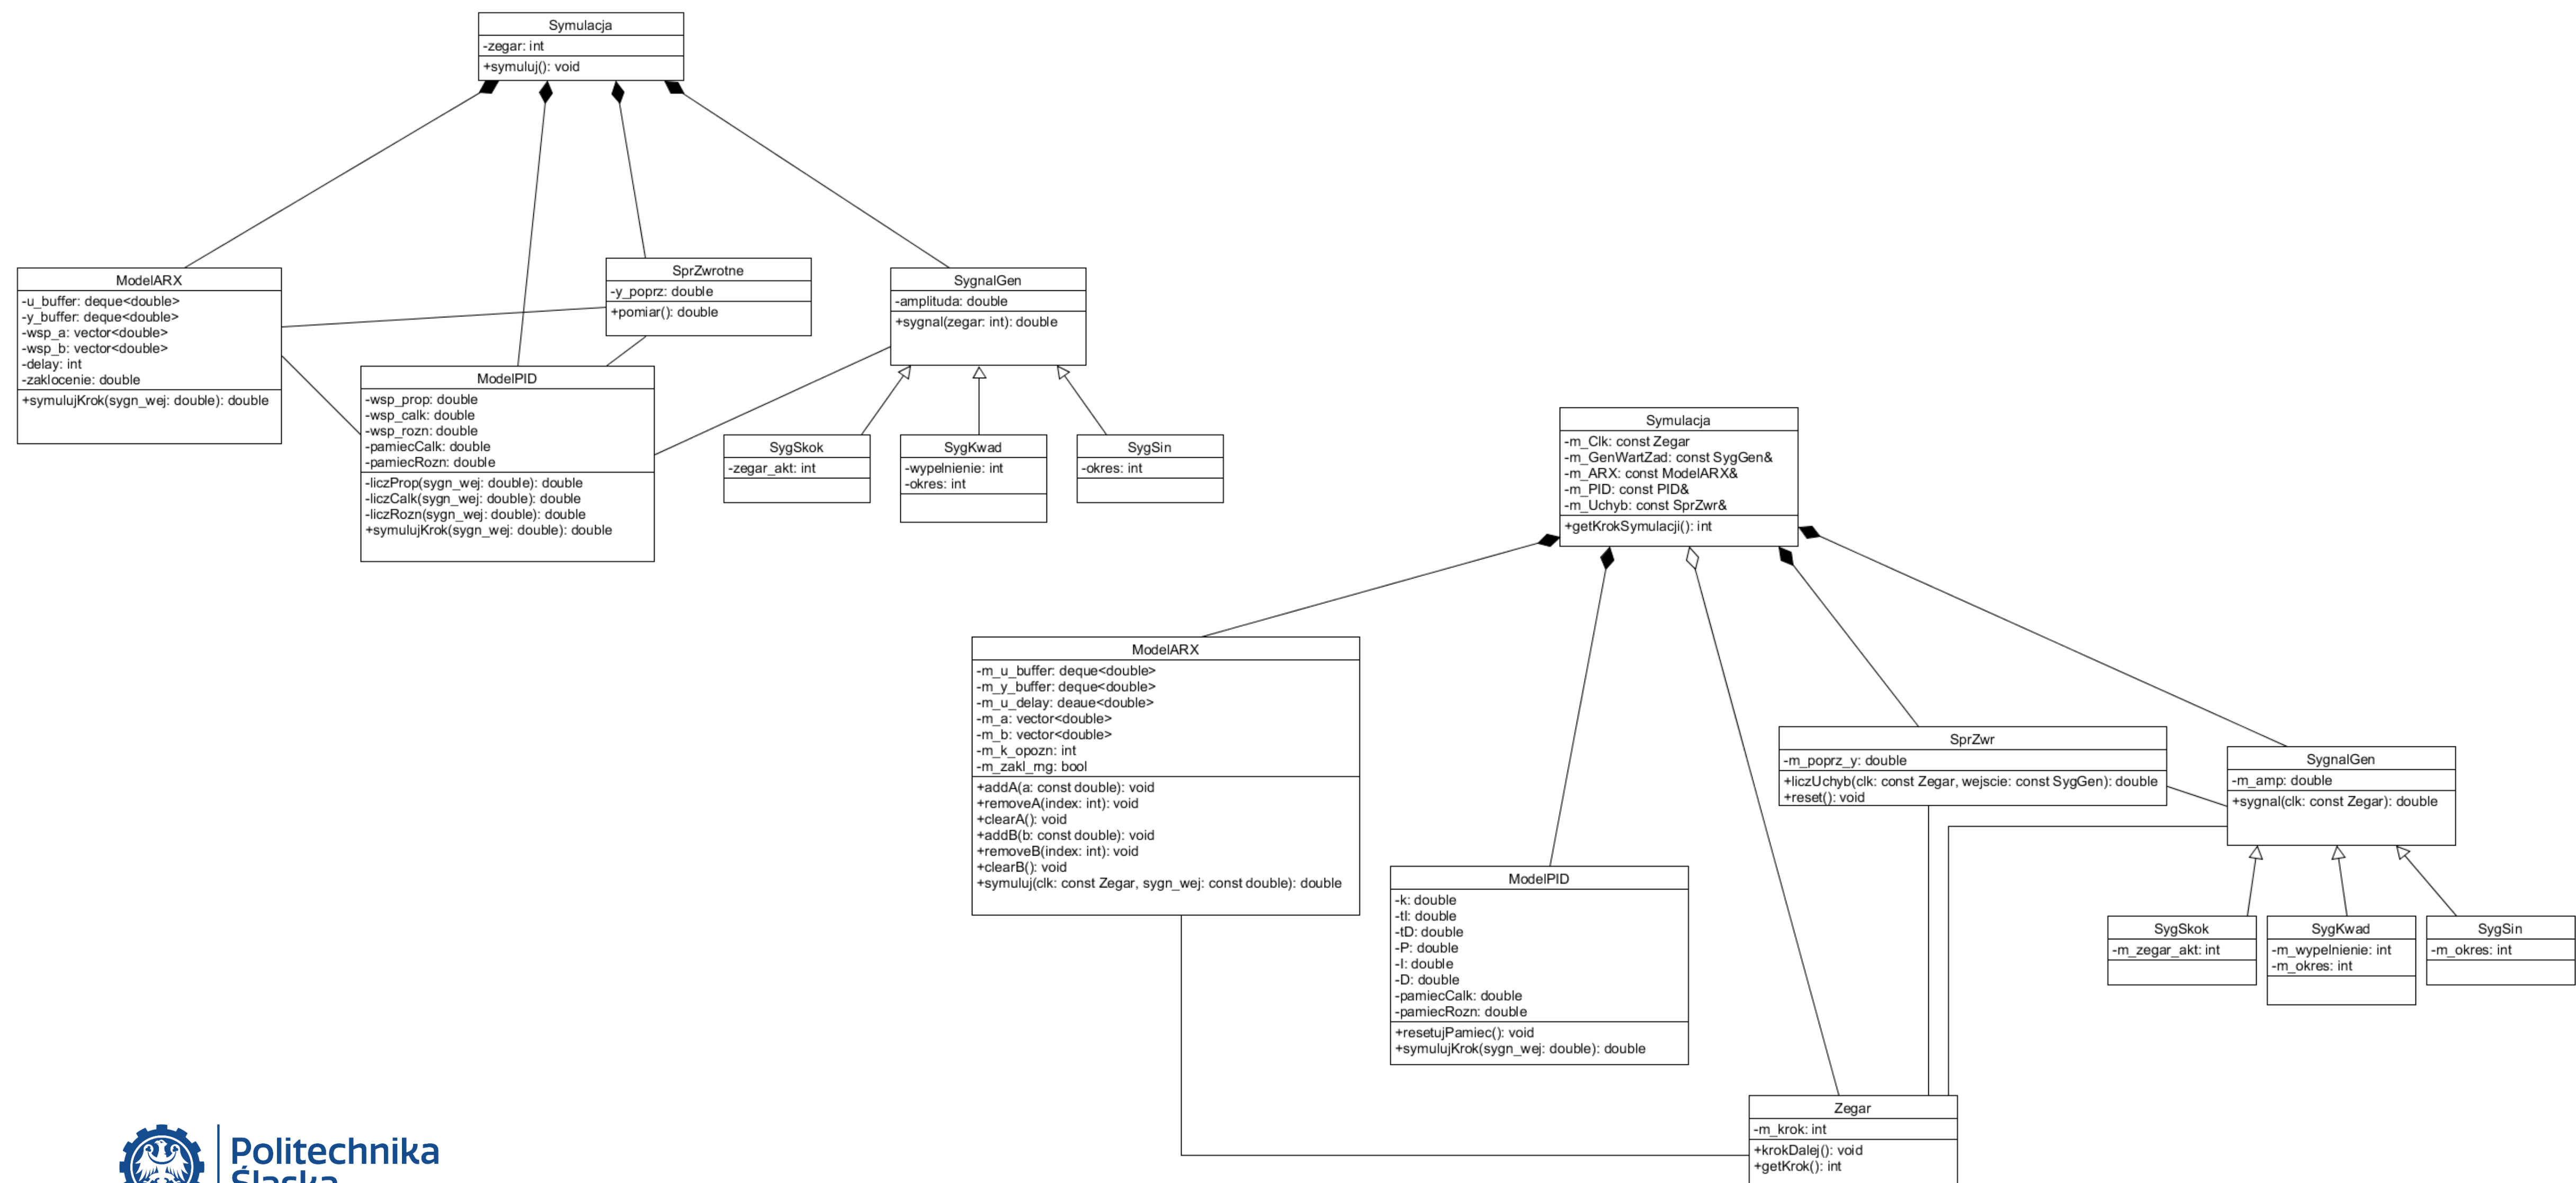 Symulacja
-zegar: int
+symuluj(): void
ModelARX
-u_buffer: deque<double>
-y_buffer: deque<double>
-wsp_a: vector<double>
-wsp_b: vector<double>
-delay: int
-zaklocenie: double
+symulujKrok(sygn_wej: double): double
SprZwrotne
-y_poprz: double
+pomiar(): double
SygnalGen
-amplituda: double
+sygnal(zegar: int): double
ModelPID
-wsp_prop: double
-wsp_calk: double
-wsp_rozn: double
-pamiecCalk: double
-pamiecRozn: double
-liczProp(sygn_wej: double): double
-liczCalk(sygn_wej: double): double
-liczRozn(sygn_wej: double): double
+symulujKrok(sygn_wej: double): double
SygSkok
-zegar_akt: int
SygKwad
-wypelnienie: int
-okres: int
SygSin
-okres: int
Symulacja
-m_Clk: const Zegar
-m_GenWartZad: const SygGen&
-m_ARX: const ModelARX&
-m_PID: const PID&
-m_Uchyb: const SprZwr&
+getKrokSymulacji(): int
ModelARX
-m_u_buffer: deque<double>
-m_y_buffer: deque<double>
-m_u_delay: deaue<double>
-m_a: vector<double>
-m_b: vector<double>
-m_k_opozn: int
-m_zakl_rng: bool
+addA(a: const double): void
+removeA(index: int): void
+clearA(): void
+addB(b: const double): void
+removeB(index: int): void
+clearB(): void
+symuluj(clk: const Zegar, sygn_wej: const double): double
ModelPID
-k: double
-tI: double
-tD: double
-P: double
-I: double
-D: double
-pamiecCalk: double
-pamiecRozn: double
+resetujPamiec(): void
+symulujKrok(sygn_wej: double): double
SprZwr
-m_poprz_y: double
+liczUchyb(clk: const Zegar, wejscie: const SygGen): double
+reset(): void
SygnalGen
-m_amp: double
+sygnal(clk: const Zegar): double
SygSkok
-m_zegar_akt: int
SygKwad
-m_wypelnienie: int
-m_okres: int
SygSin
-m_okres: int
Zegar
-m_krok: int
+krokDalej(): void
+getKrok(): int
Politechnika
Śląska